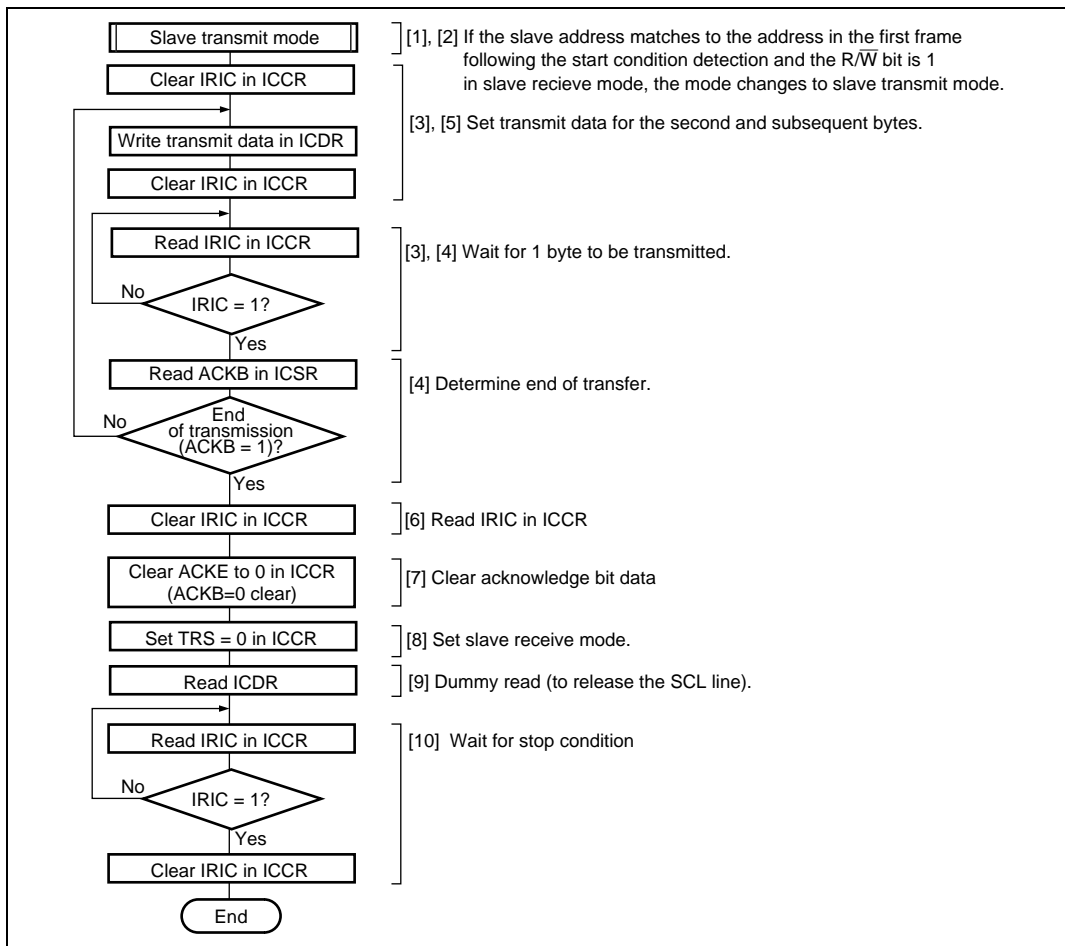 Slave transmit mode
[1], [2] If the slave address matches to the address in the first frame
following the start condition detection and the R/W̅ bit is 1
in slave recieve mode, the mode changes to slave transmit mode.
Clear IRIC in ICCR
[3], [5] Set transmit data for the second and subsequent bytes.
Write transmit data in ICDR
Clear IRIC in ICCR
Read IRIC in ICCR
[3], [4] Wait for 1 byte to be transmitted.
No
IRIC = 1?
Yes
Read ACKB in ICSR
[4] Determine end of transfer.
No
End
of transmission
(ACKB = 1)?
Yes
Clear IRIC in ICCR
[6] Read IRIC in ICCR
Clear ACKE to 0 in ICCR
(ACKB=0 clear)
[7] Clear acknowledge bit data
Set TRS = 0 in ICCR
[8] Set slave receive mode.
Read ICDR
[9] Dummy read (to release the SCL line).
Read IRIC in ICCR
[10] Wait for stop condition
No
IRIC = 1?
Yes
Clear IRIC in ICCR
End